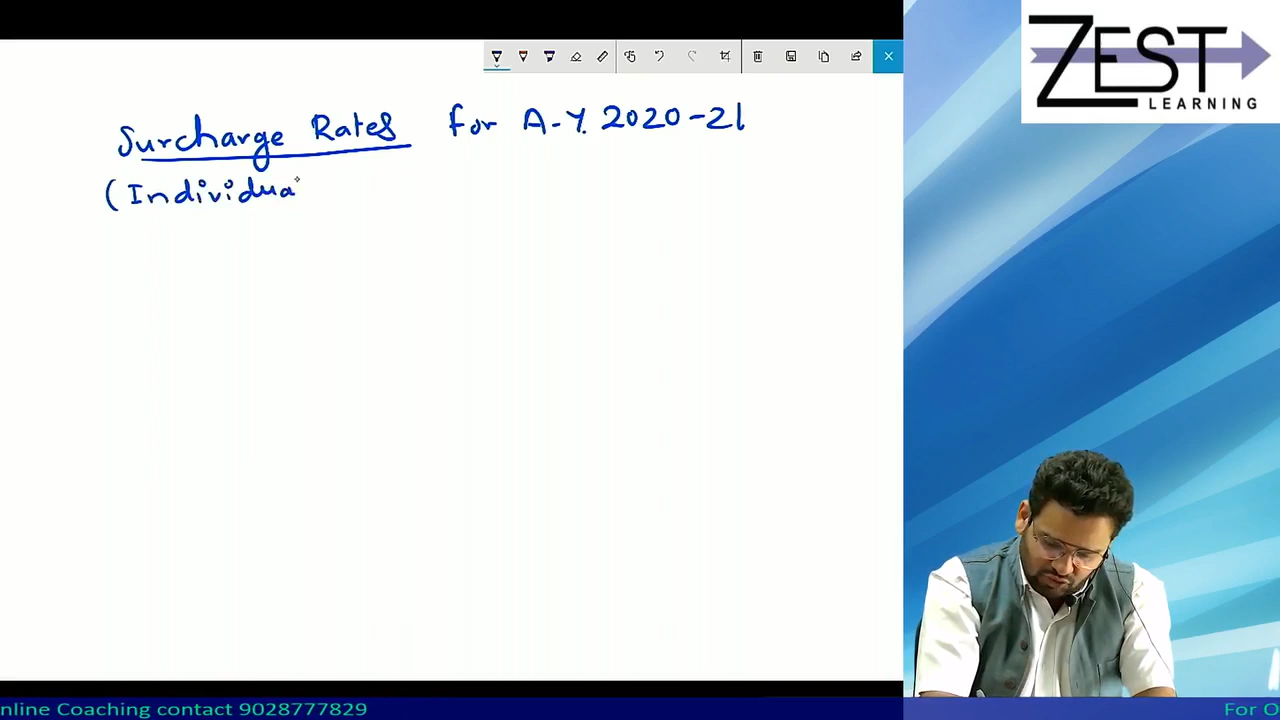 ZEST
LEARNING
Surcharge Rates for A-Y. 2020-21
(Individua
nline Coaching contact 9028777829
For O